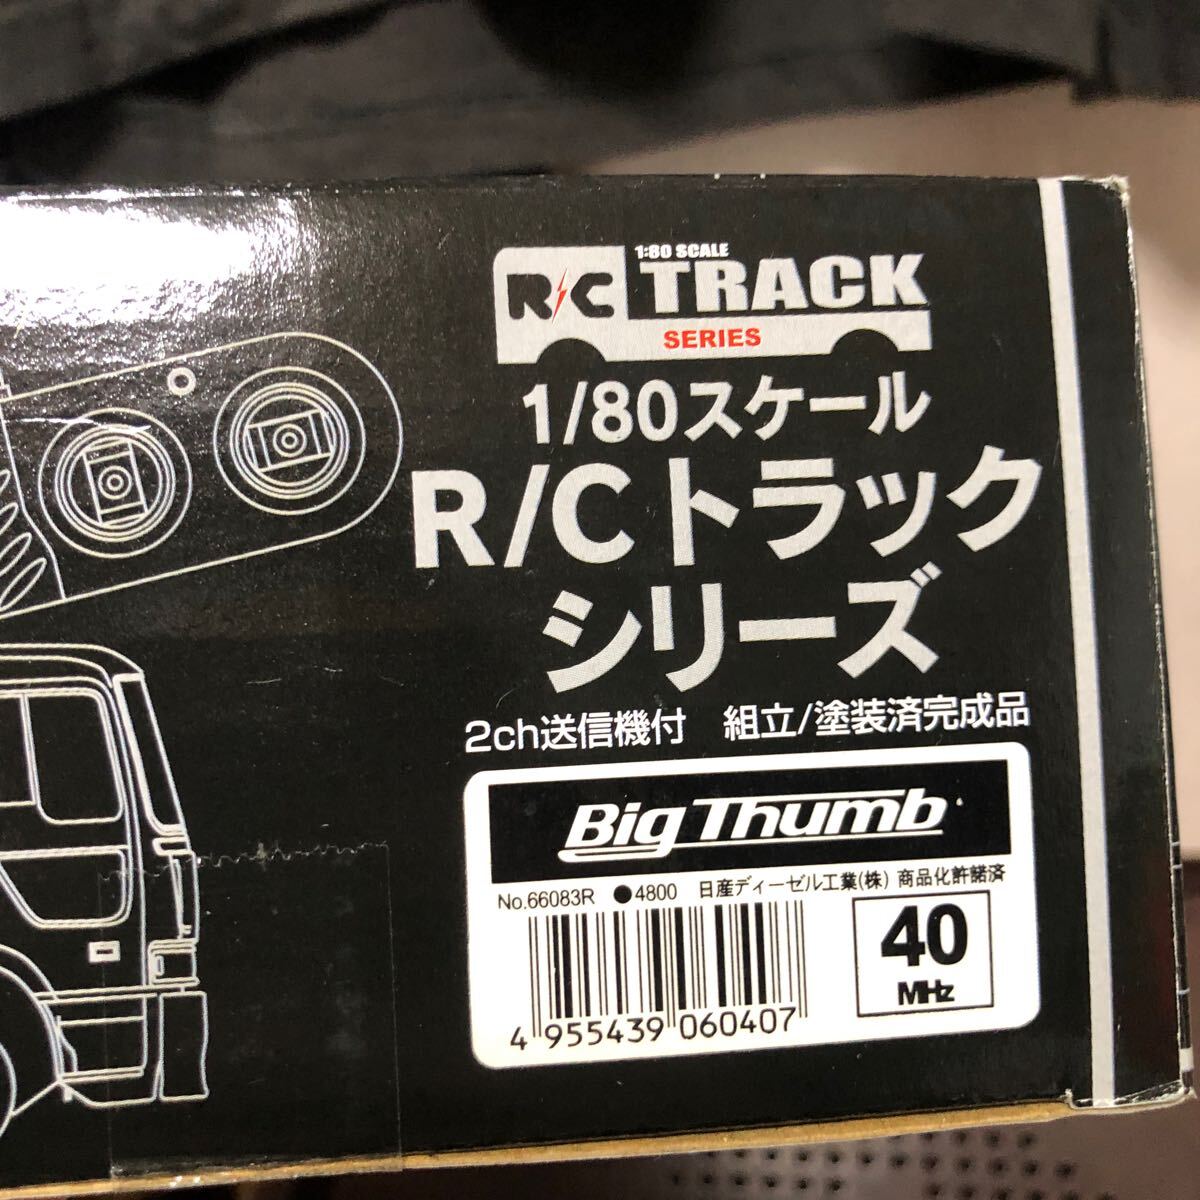 1:80 SCALE
R/C TRACK
SERIES
1/80スケール
R/Cトラック
シリーズ
2ch送信機付 組立/塗装済完成品
Big Thumb
No.66083R ●4800 日産ディーゼル工業(株) 商品化許諾済
40
MHz
4 955439 060407